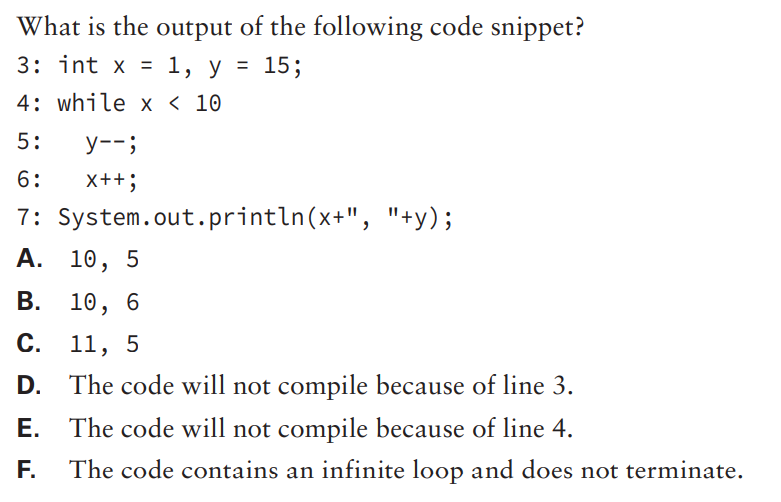 What is the output of the following code snippet?
3: int x = 1, y = 15;
4: while x < 10
5:   y--;
6:   x++;
7: System.out.println(x+", "+y);
A. 10, 5
B. 10, 6
C. 11, 5
D. The code will not compile because of line 3.
E. The code will not compile because of line 4.
F. The code contains an infinite loop and does not terminate.